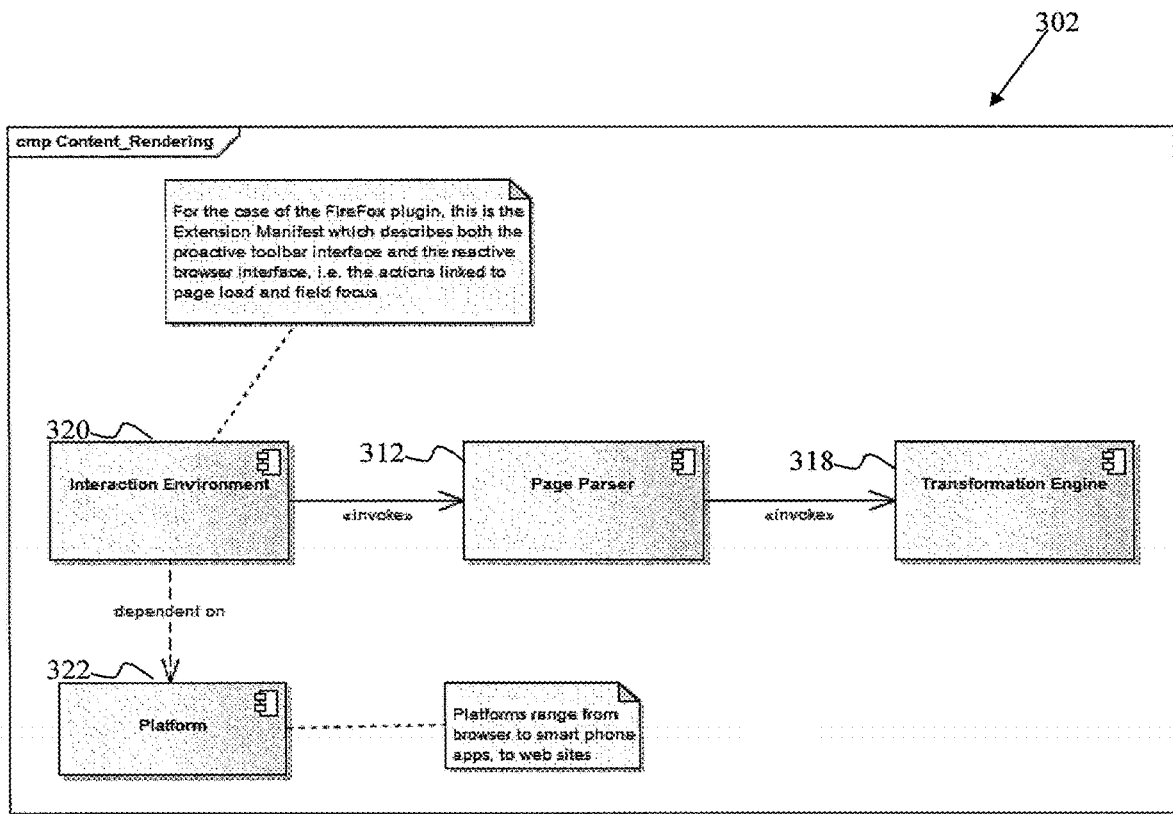 302
cmp Content_Rendering
For the case of the FireFox plugin, this is the
Extension Manifest which describes both the
proactive toolbar interface and the reactive
browser interface, i.e. the actions linked to
page load and field focus
320
312
318
Interaction Environment
Page Parser
Transformation Engine
«invoke»
«invoke»
dependent on
322
Platform
Platforms range from
browser to smart phone
apps, to web sites